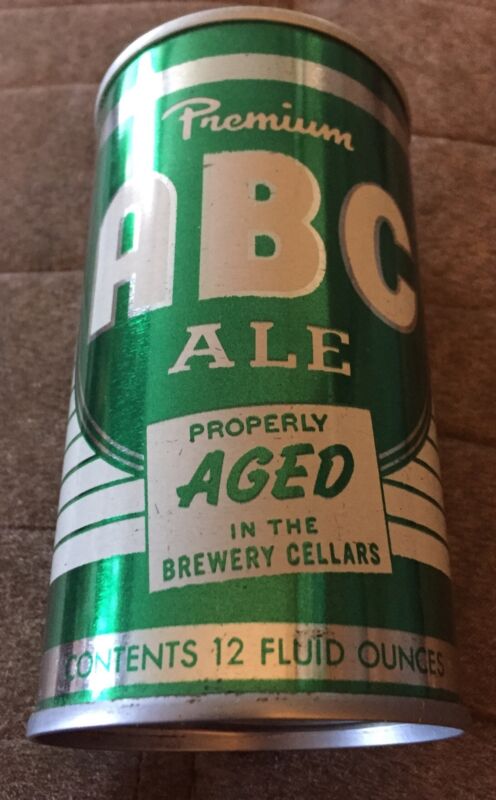 Premium
ABC
ALE
PROPERLY
AGED
IN THE
BREWERY CELLARS
CONTENTS 12 FLUID OUNCES